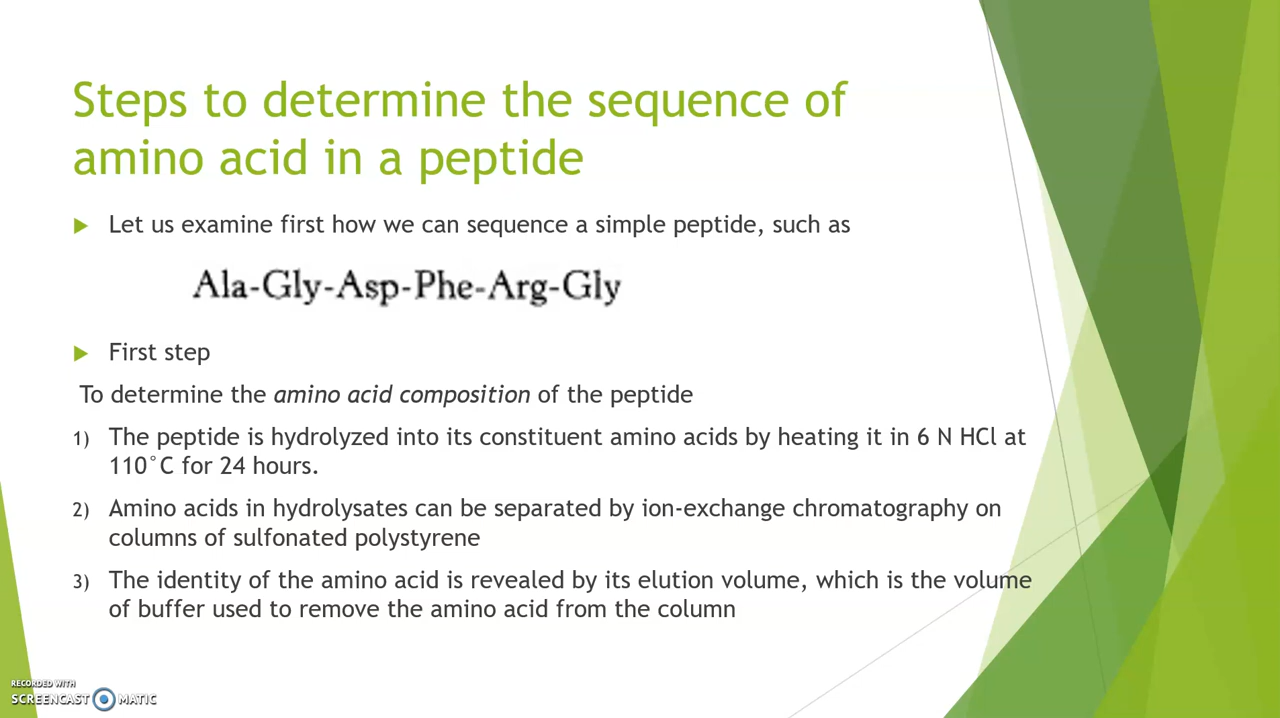 Steps to determine the sequence of
amino acid in a peptide
Let us examine first how we can sequence a simple peptide, such as
Ala-Gly-Asp-Phe-Arg-Gly
First step
To determine the amino acid composition of the peptide
1) The peptide is hydrolyzed into its constituent amino acids by heating it in 6 N HCl at
110°C for 24 hours.
2) Amino acids in hydrolysates can be separated by ion-exchange chromatography on
columns of sulfonated polystyrene
3) The identity of the amino acid is revealed by its elution volume, which is the volume
of buffer used to remove the amino acid from the column
RECORDED WITH
SCREENCAST MATIC